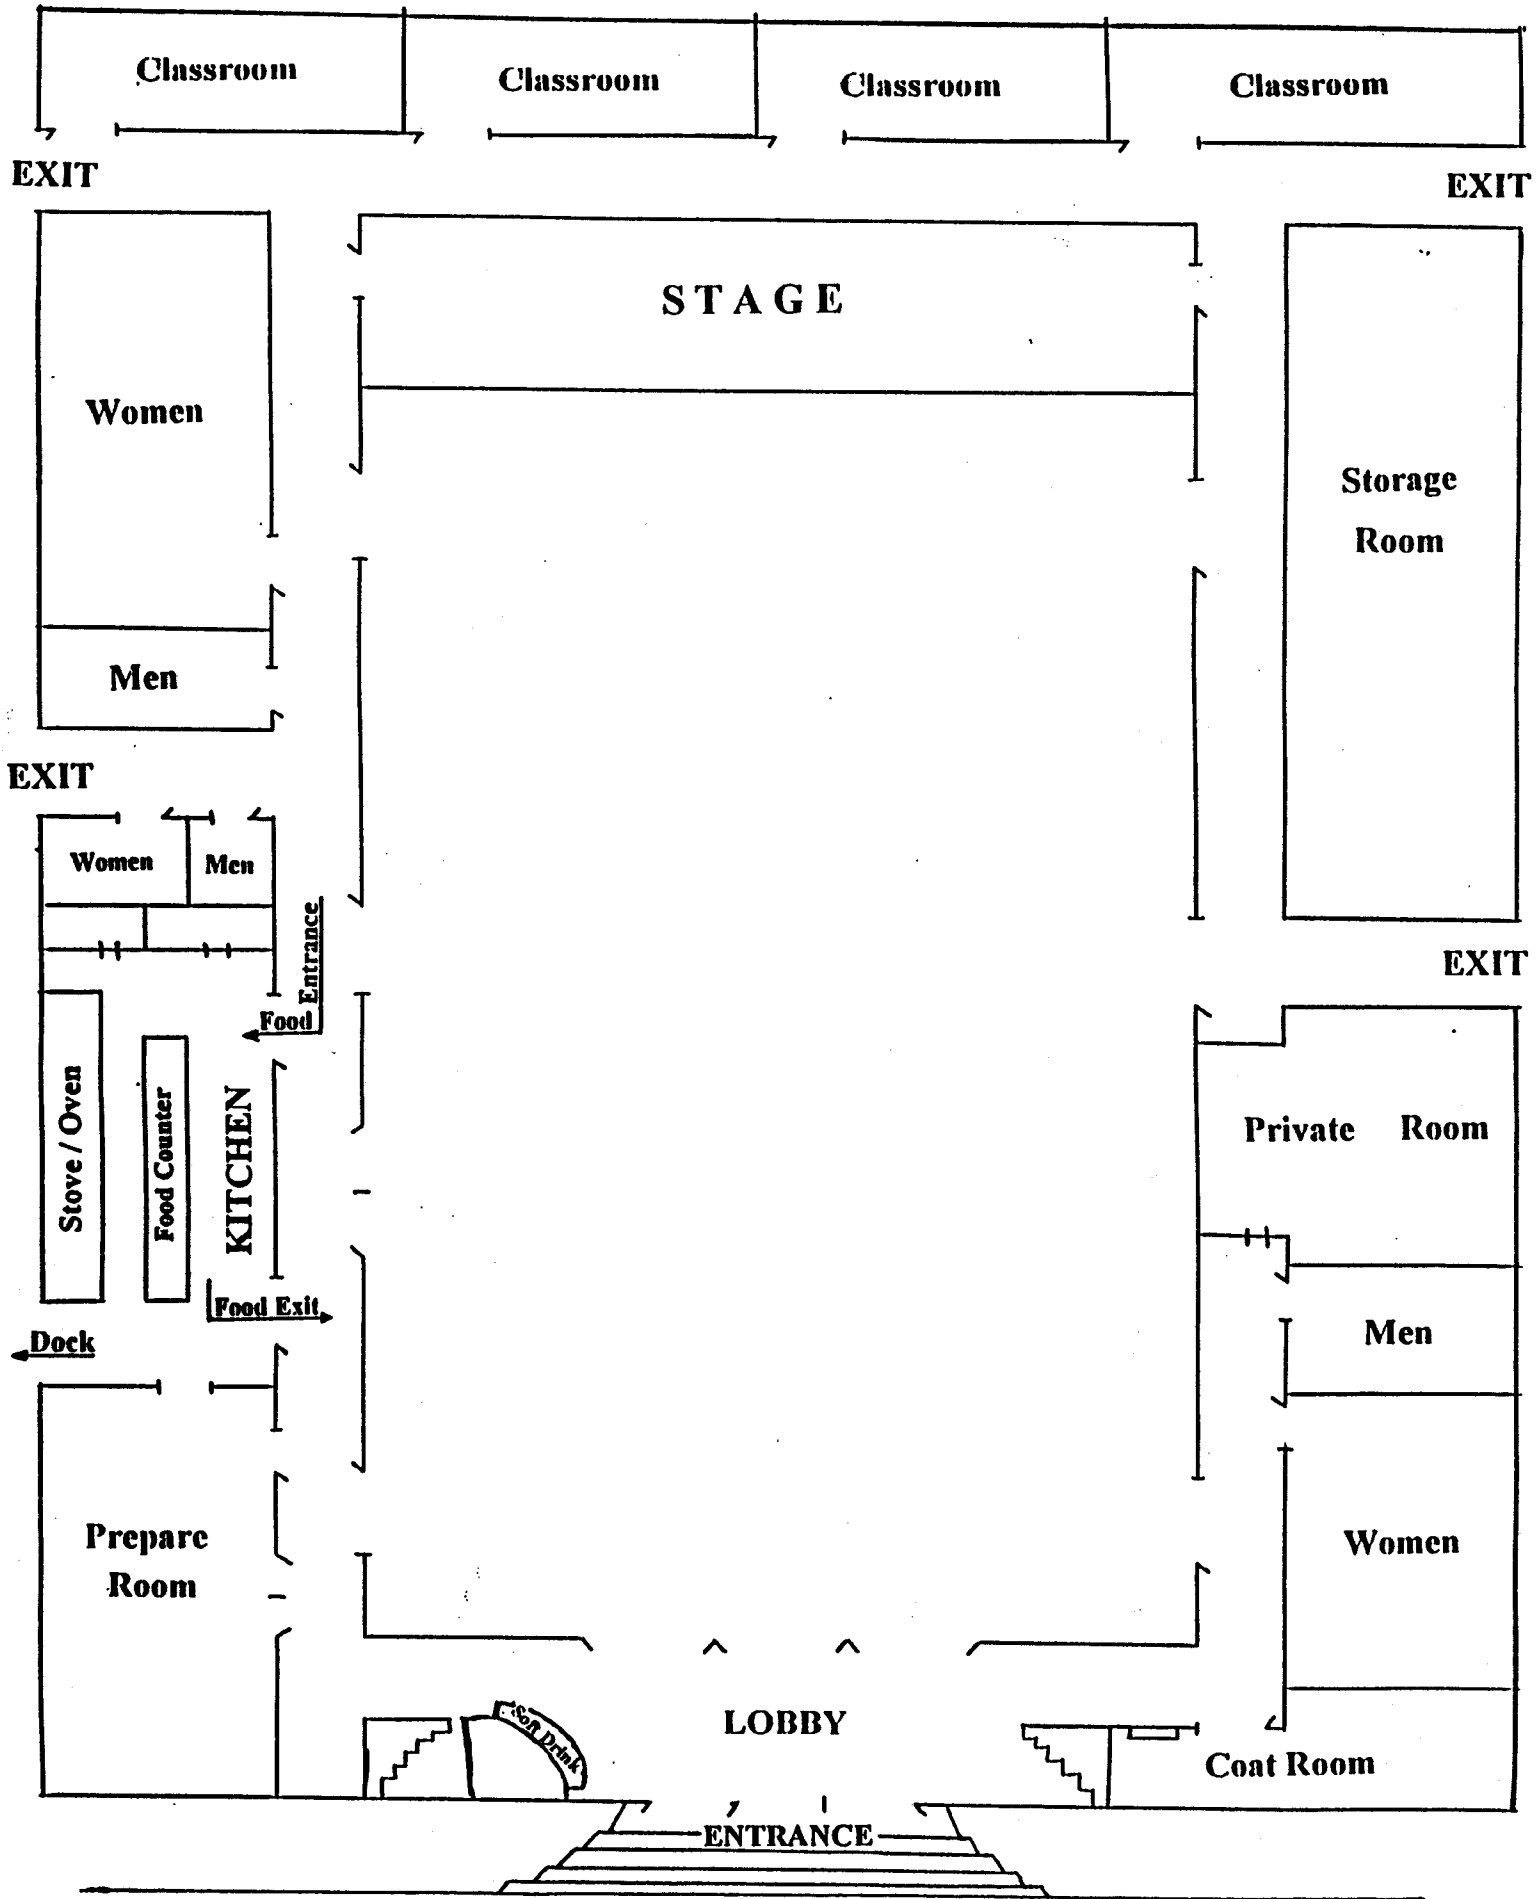 Classroom
Classroom
Classroom
Classroom
EXIT
EXIT
STAGE
Women
Storage
Room
Men
EXIT
Women
Men
Entrance
Food
EXIT
Stove / Oven
Food Counter
KITCHEN
Private Room
Food Exit
Dock
Men
Prepare
Room
Women
Soft Drink
LOBBY
Coat Room
ENTRANCE